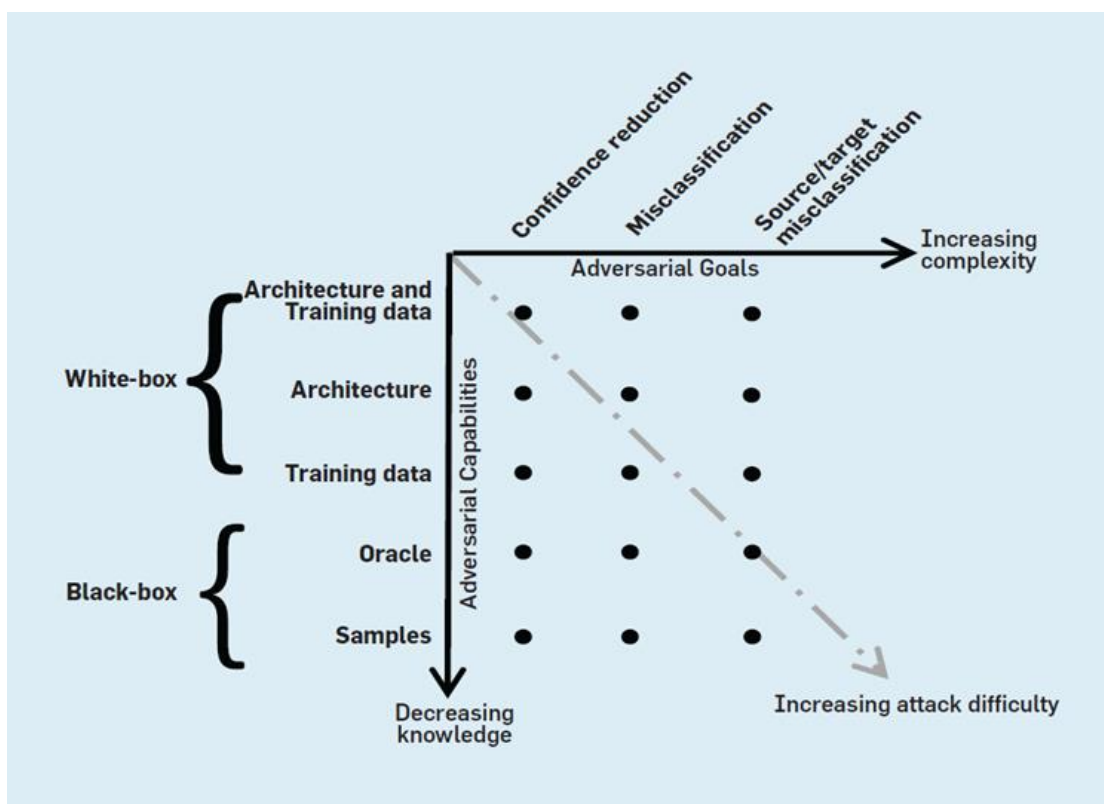 Confidence reduction
Misclassification
Source/target
misclassification
Increasing
complexity
Adversarial Goals
Architecture and
Training data
White-box
Architecture
Adversarial Capabilities
Training data
Oracle
Black-box
Samples
Increasing attack difficulty
Decreasing
knowledge